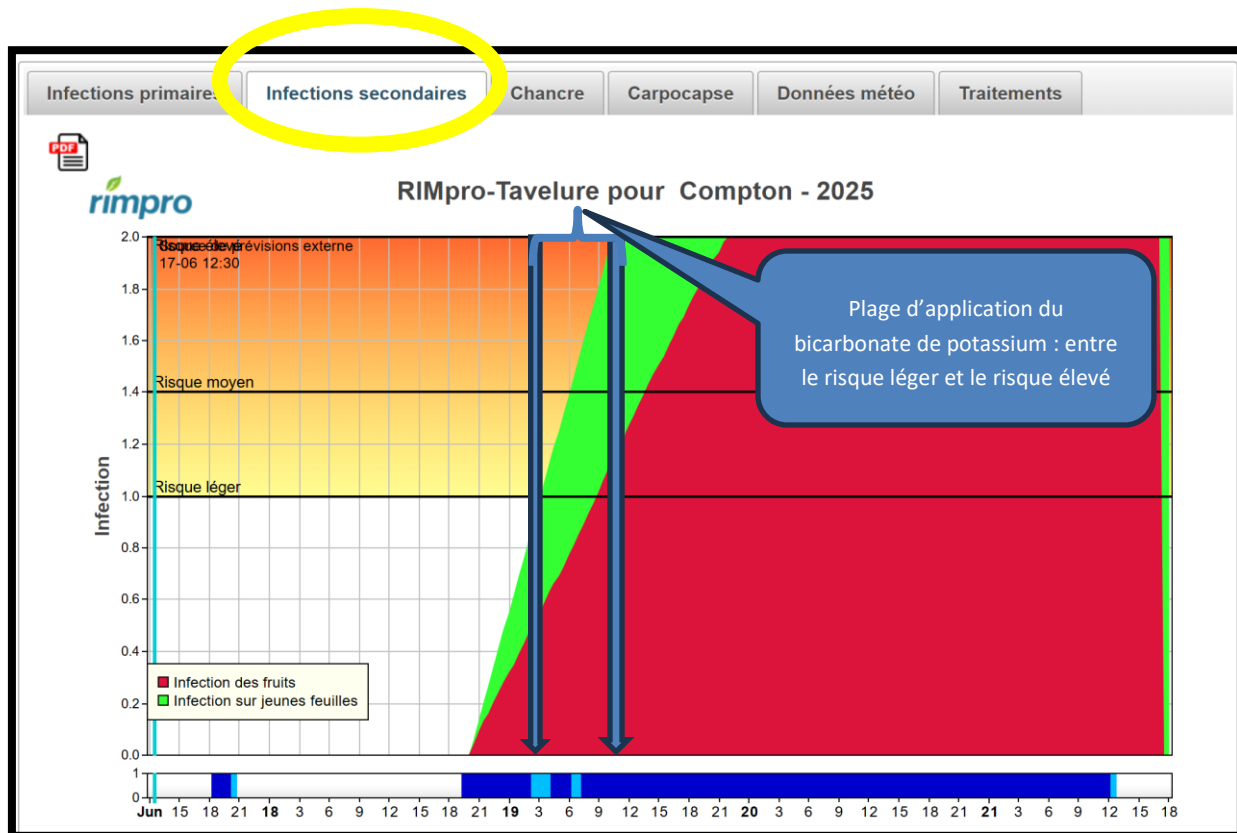 Infections primaires Infections secondaires Chancre Carpocapse Données météo Traitements
PDF
rimpro
RIMpro-Tavelure pour Compton - 2025
Plage d’application du
bicarbonate de potassium : entre
le risque léger et le risque élevé
Infection
2.0
1.8
1.6
1.4
1.2
1.0
0.8
0.6
0.4
0.2
0.0
prévisions externe
17-06 12:30
Risque moyen
Risque léger
Infection des fruits
Infection sur jeunes feuilles
1
0
Jun 15 18 21 18 3 6 9 12 15 18 21 19 3 6 9 12 15 18 21 20 3 6 9 12 15 18 21 21 3 6 9 12 15 18